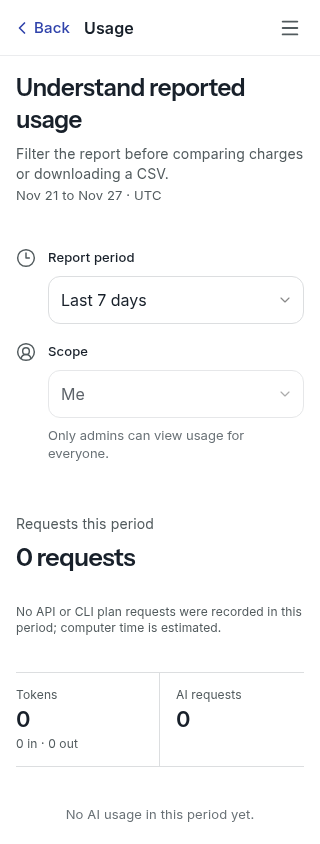 Back Usage
Understand reported
usage
Filter the report before comparing charges
or downloading a CSV.
Nov 21 to Nov 27 · UTC
Report period
Last 7 days
Scope
Me
Only admins can view usage for
everyone.
Requests this period
0 requests
No API or CLI plan requests were recorded in this
period; computer time is estimated.
Tokens
0
0 in · 0 out
AI requests
0
No AI usage in this period yet.